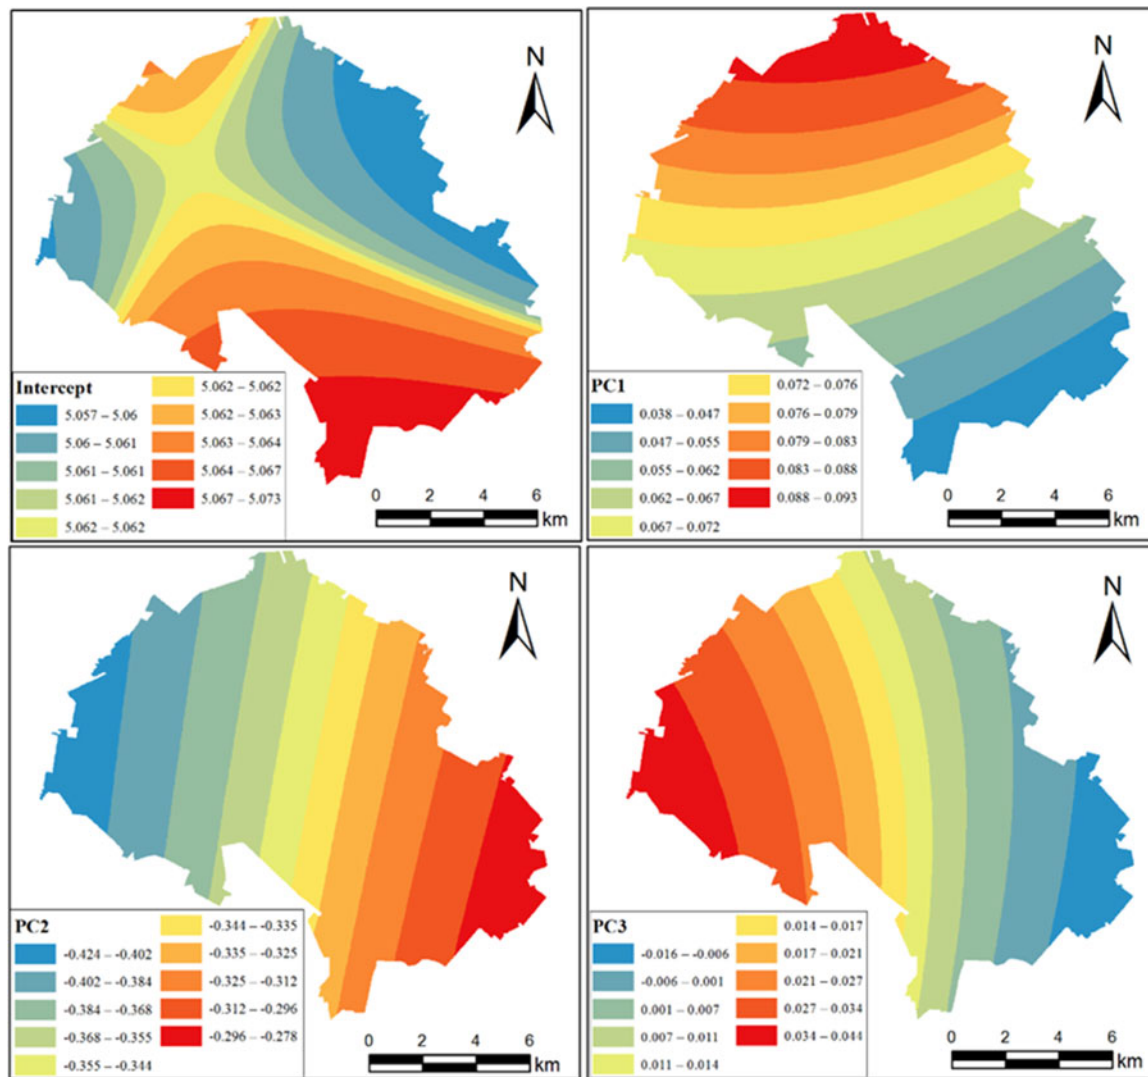 N
Intercept
5.057 – 5.06
5.06 – 5.061
5.061 – 5.061
5.061 – 5.062
5.062 – 5.062
5.062 – 5.062
5.062 – 5.063
5.063 – 5.064
5.064 – 5.067
5.067 – 5.073
0 2 4 6
km
N
PC1
0.038 – 0.047
0.047 – 0.055
0.055 – 0.062
0.062 – 0.067
0.067 – 0.072
0.072 – 0.076
0.076 – 0.079
0.079 – 0.083
0.083 – 0.088
0.088 – 0.093
0 2 4 6
km
N
PC2
-0.424 – -0.402
-0.402 – -0.384
-0.384 – -0.368
-0.368 – -0.355
-0.355 – -0.344
-0.344 – -0.335
-0.335 – -0.325
-0.325 – -0.312
-0.312 – -0.296
-0.296 – -0.278
0 2 4 6
km
N
PC3
-0.016 – -0.006
-0.006 – 0.001
0.001 – 0.007
0.007 – 0.011
0.011 – 0.014
0.014 – 0.017
0.017 – 0.021
0.021 – 0.027
0.027 – 0.034
0.034 – 0.044
0 2 4 6
km